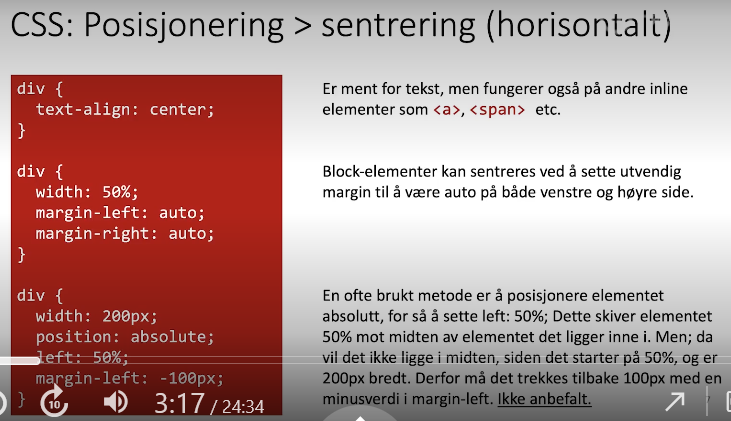 CSS: Posisjonering > sentrering (horisontalt)
div {
text-align: center;
}
Er ment for tekst, men fungerer også på andre inline
elementer som <a>, <span> etc.
div {
width: 50%;
margin-left: auto;
margin-right: auto;
}
Block-elementer kan sentreres ved å sette utvendig
margin til å være auto på både venstre og høyre side.
div {
width: 200px;
position: absolute;
left: 50%;
margin-left: -100px;
}
En ofte brukt metode er å posisjonere elementet
absolutt, for så å sette left: 50%; Dette skiver elementet
50% mot midten av elementet det ligger inne i. Men; da
vil det ikke ligge i midten, siden det starter på 50%, og er
200px bredt. Derfor må det trekkes tilbake 100px med en
minusverdi i margin-left. Ikke anbefalt.
10
3:17 / 24:34